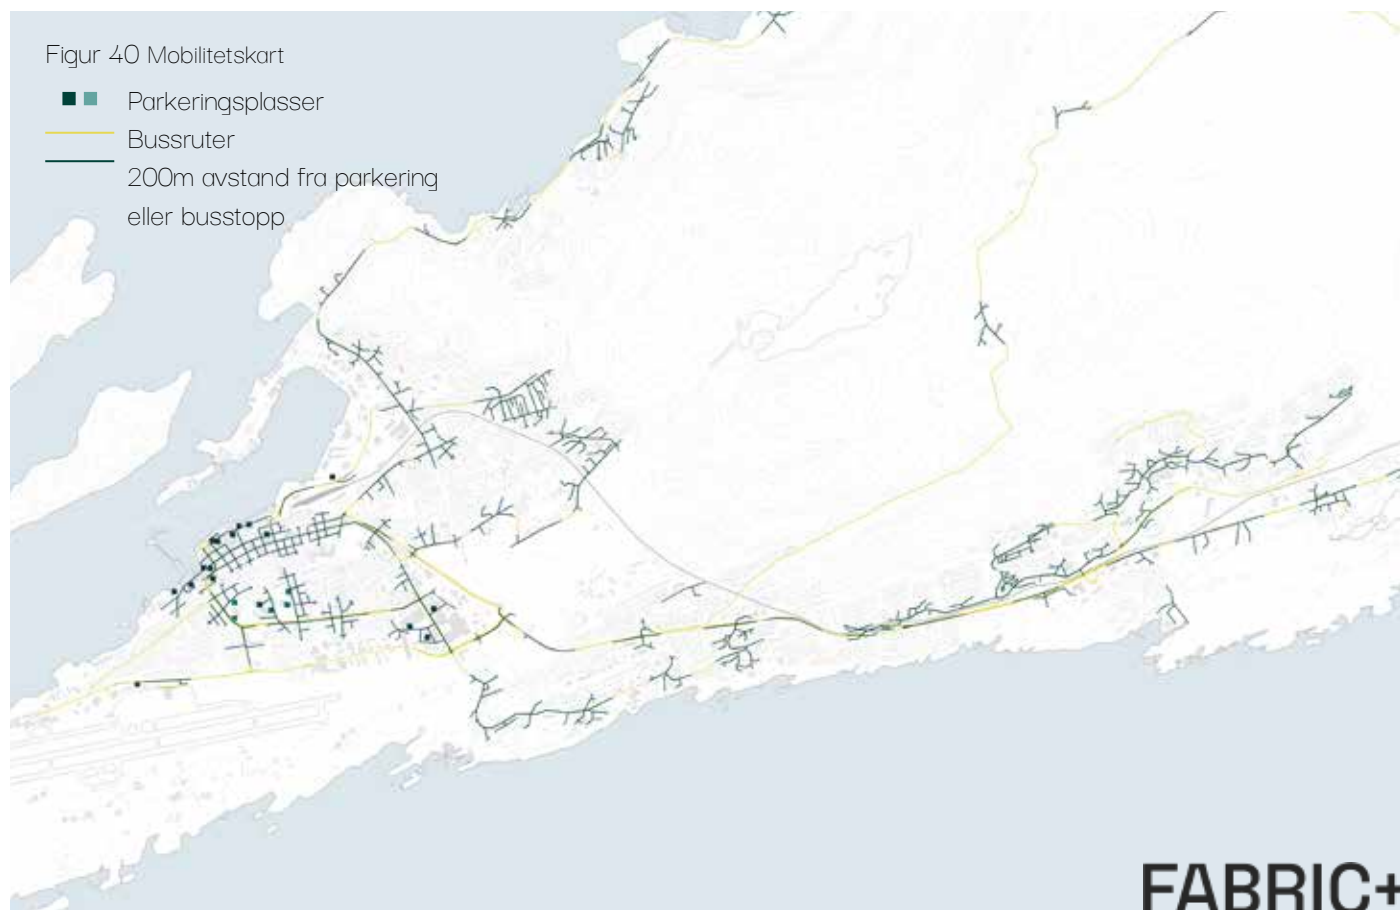 Figur 40 Mobilitetskart
Parkeringsplasser
Bussruter
200m avstand fra parkering
eller busstopp
FABRIC+